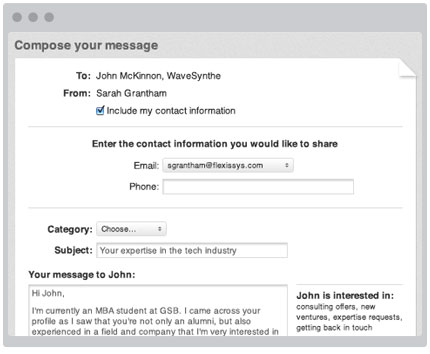 Compose your message
To: John McKinnon, WaveSynthe
From: Sarah Grantham
Include my contact information
Enter the contact information you would like to share
Email: sgrantham@flexissys.com
Phone:
Category: Choose...
Subject: Your expertise in the tech industry
Your message to John:
Hi John,
I'm currently an MBA student at GSB. I came across your
profile as I saw that you're not only an alumni, but also
experienced in a field and company that I'm very interested in
John is interested in:
consulting offers, new
ventures, expertise requests,
getting back in touch